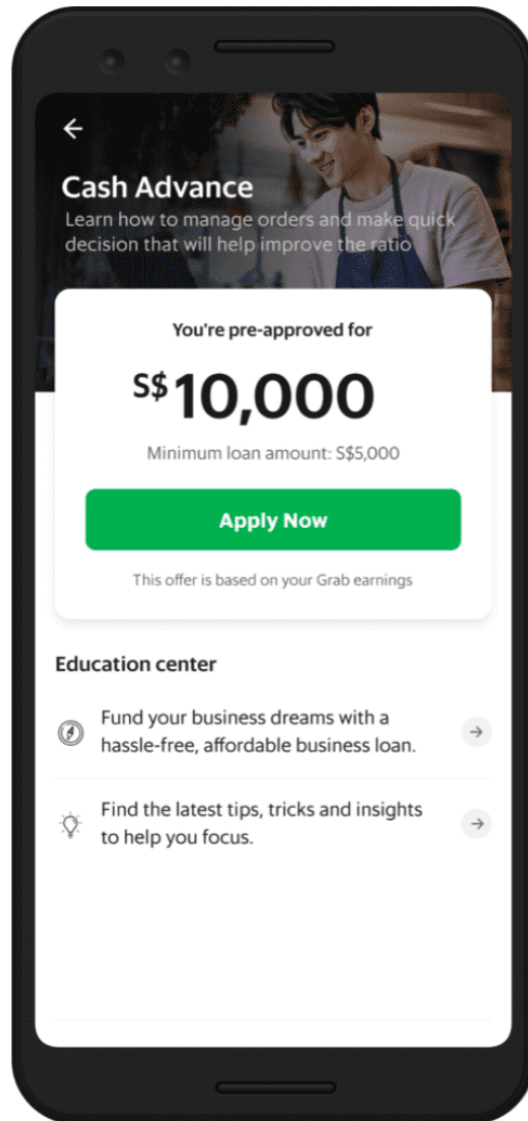 Cash Advance
Learn how to manage orders and make quick
decision that will help improve the ratio
You're pre-approved for
S$10,000
Minimum loan amount: S$5,000
Apply Now
This offer is based on your Grab earnings
Education center
Fund your business dreams with a
hassle-free, affordable business loan.
Find the latest tips, tricks and insights
to help you focus.